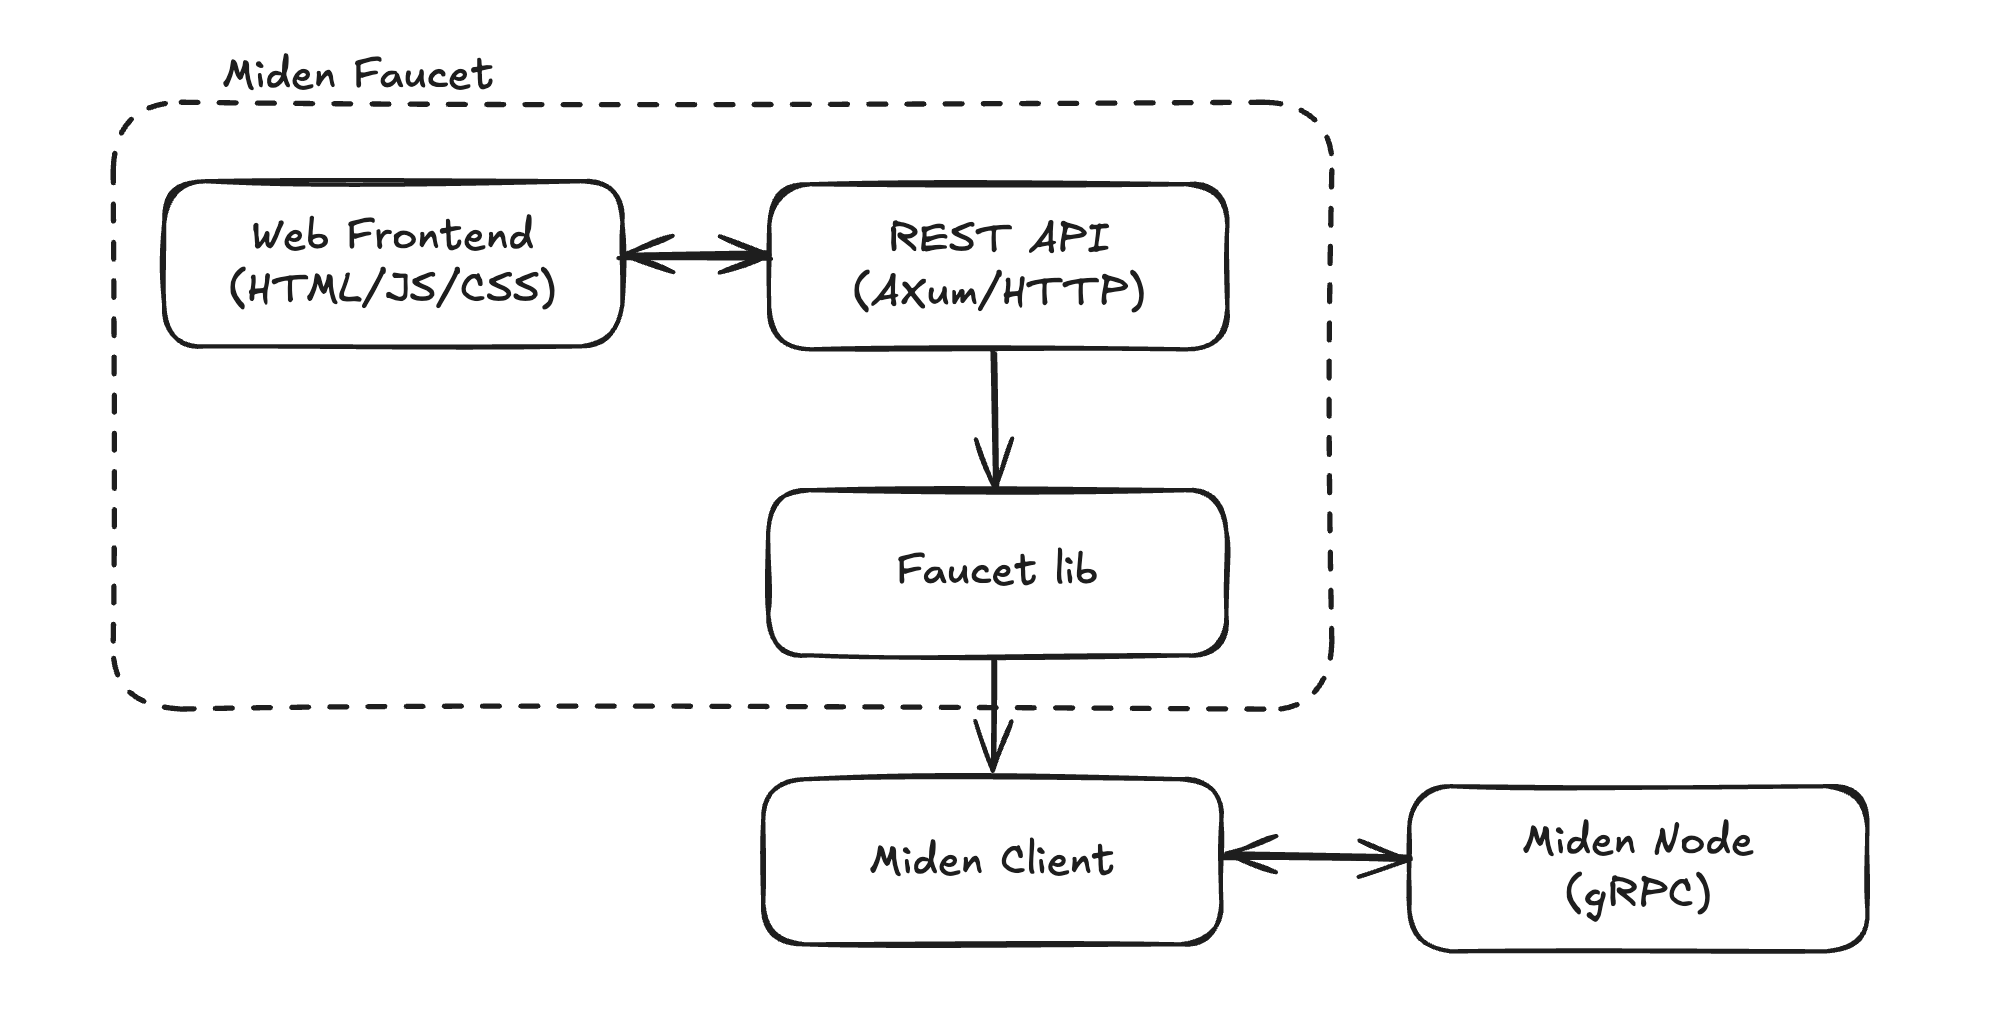 Miden Faucet
Web Frontend
(HTML/JS/CSS)
REST API
(Axum/HTTP)
Faucet lib
Miden Client
Miden Node
(gRPC)